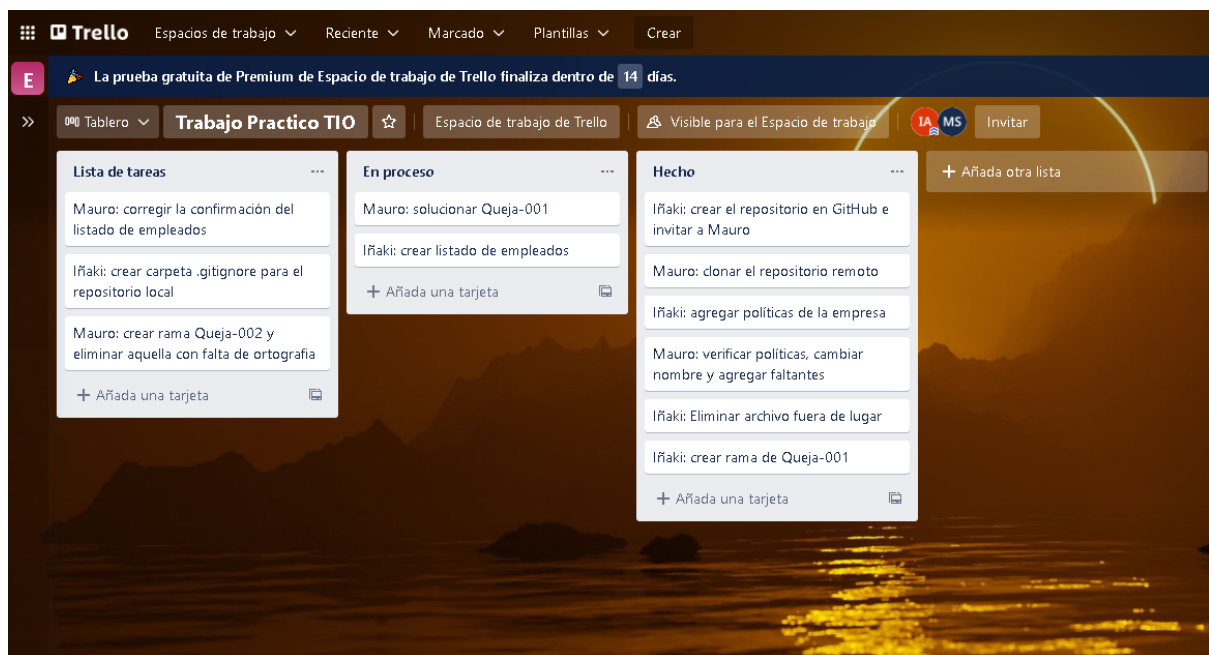 Trello Espacios de trabajo Reciente Marcado Plantillas Crear
E
La prueba gratuita de Premium de Espacio de trabajo de Trello finaliza dentro de 14 días.
Tablero Trabajo Practico TIO Espacio de trabajo de Trello Visible para el Espacio de trabajo IA MS Invitar
Lista de tareas
Mauro: corregir la confirmación del
listado de empleados
Iñaki: crear carpeta .gitignore para el
repositorio local
Mauro: crear rama Queja-002 y
eliminar aquella con falta de ortografia
+ Añada una tarjeta
En proceso
Mauro: solucionar Queja-001
Iñaki: crear listado de empleados
+ Añada una tarjeta
Hecho
Iñaki: crear el repositorio en GitHub e
invitar a Mauro
Mauro: clonar el repositorio remoto
Iñaki: agregar políticas de la empresa
Mauro: verificar políticas, cambiar
nombre y agregar faltantes
Iñaki: Eliminar archivo fuera de lugar
Iñaki: crear rama de Queja-001
+ Añada una tarjeta
+ Añada otra lista